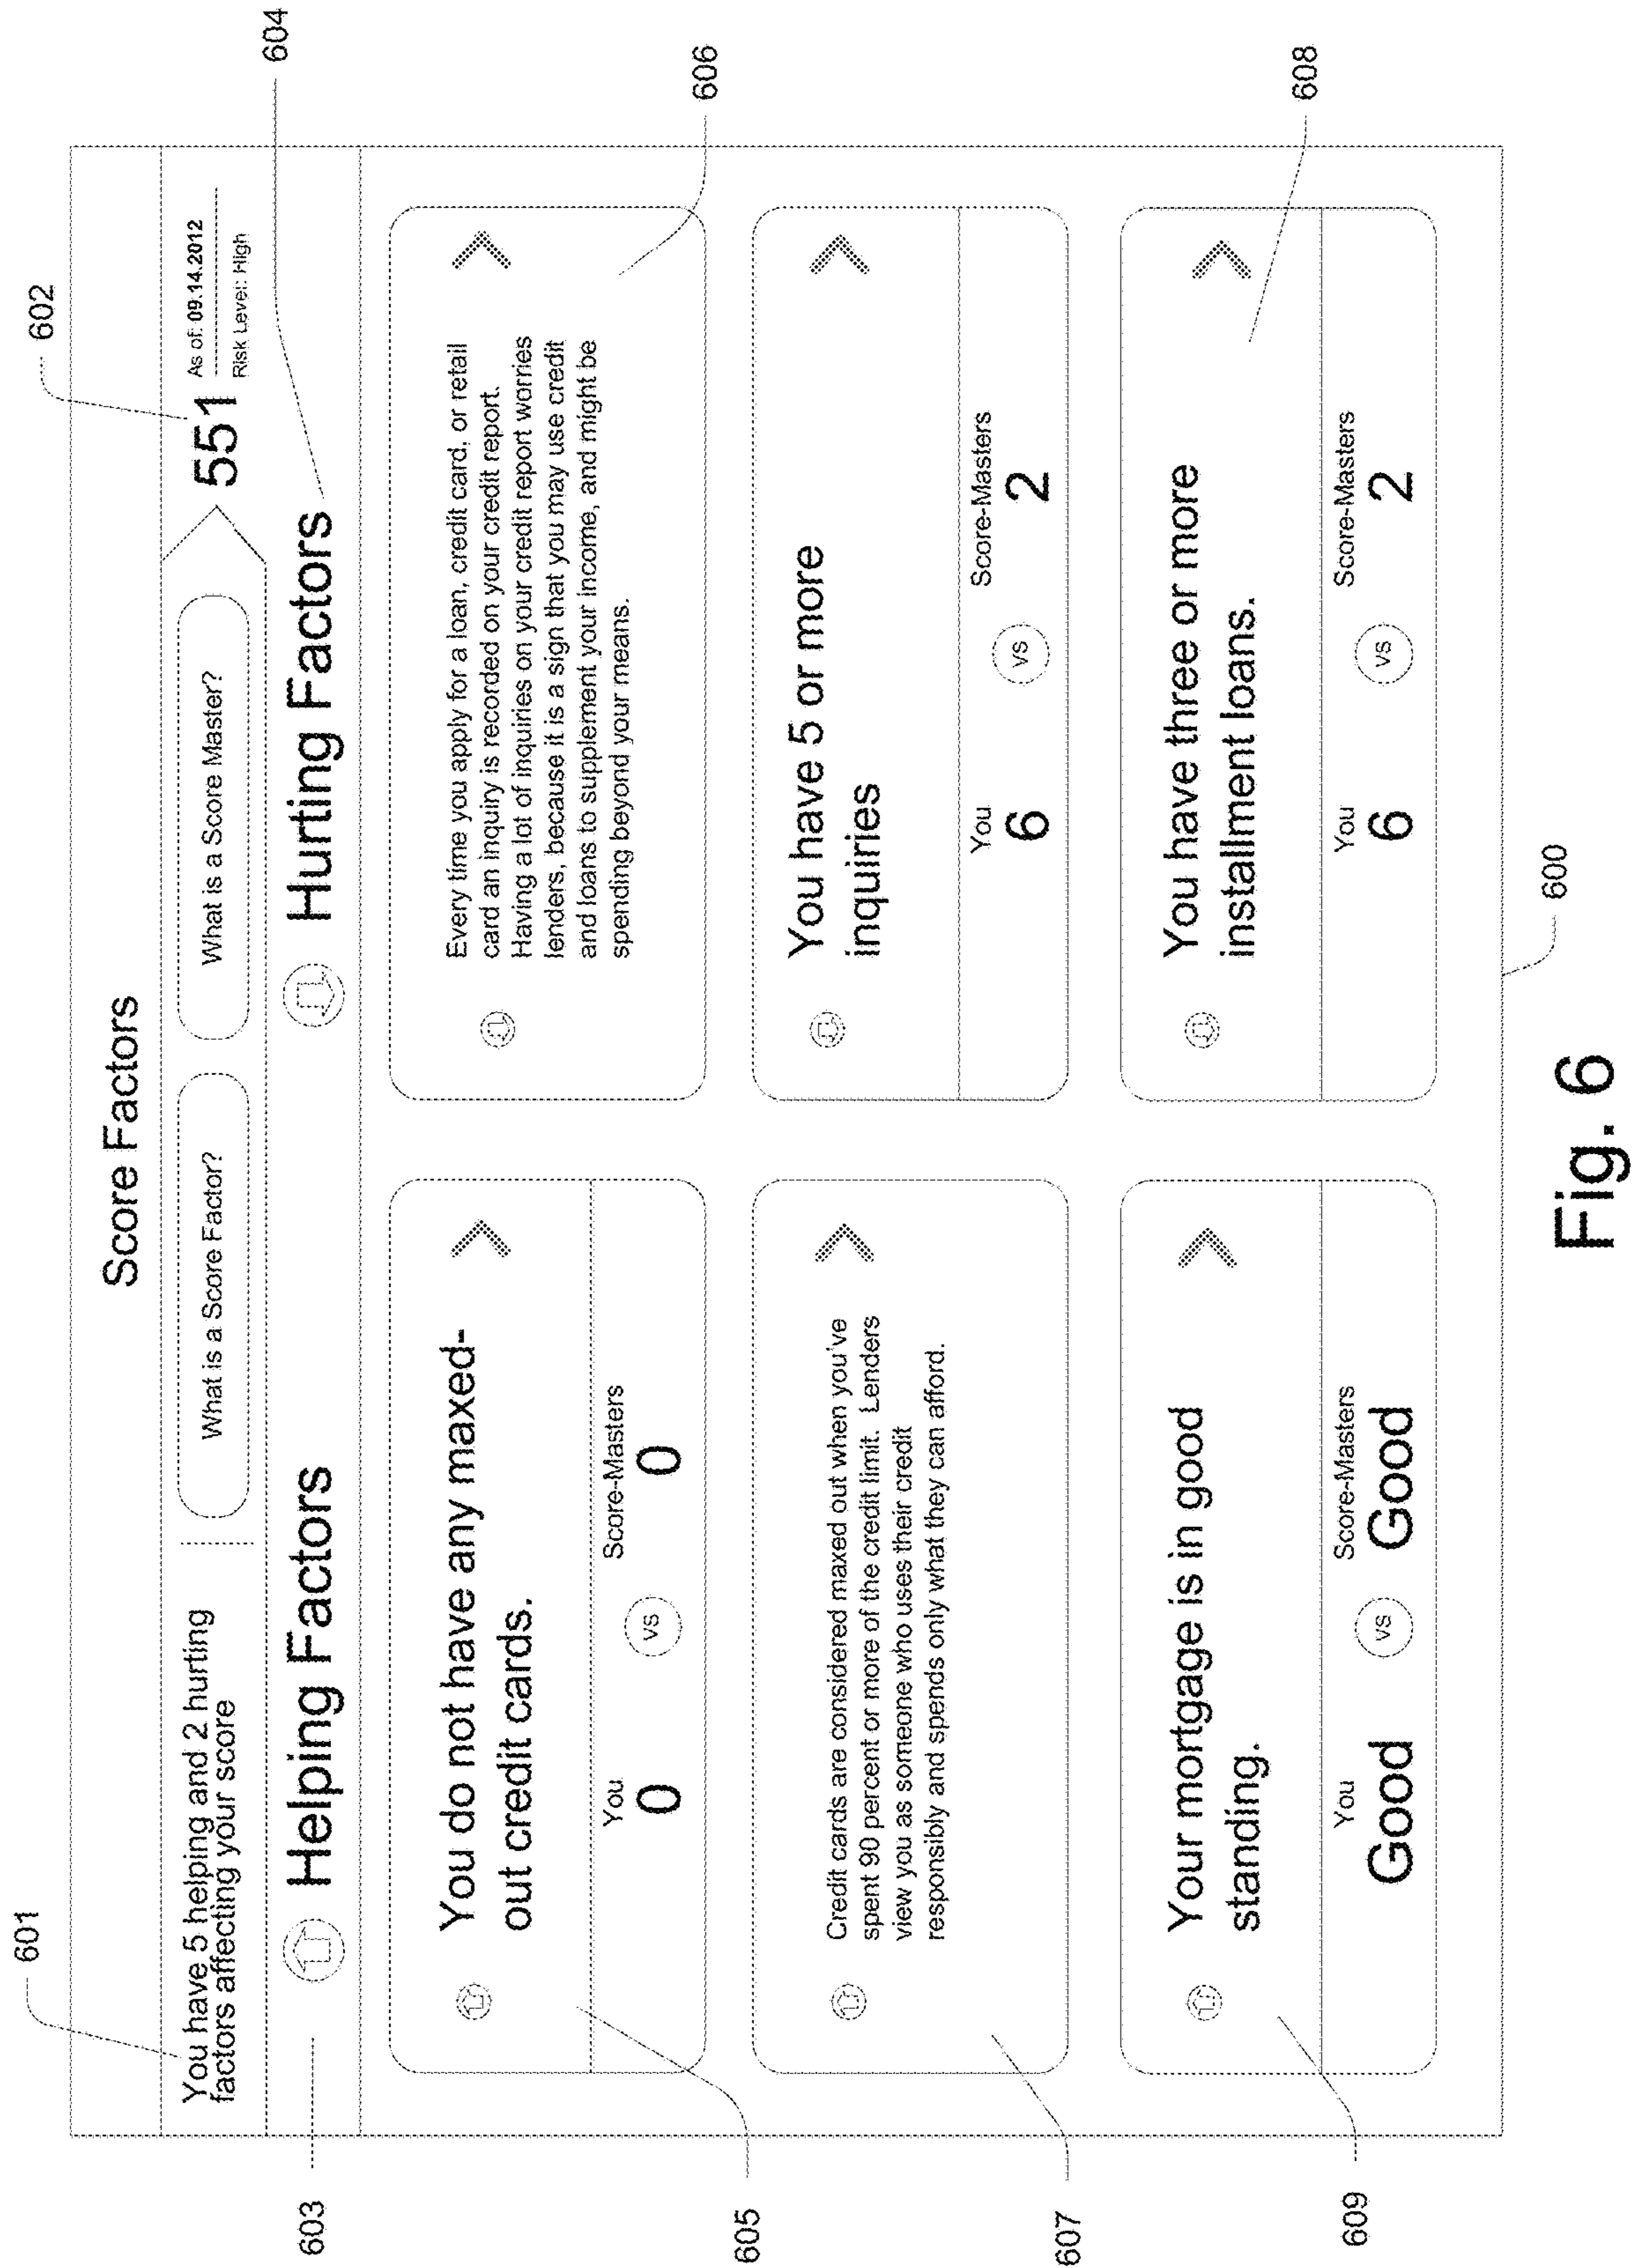 601
602
604
Score Factors
You have 5 helping and 2 hurting
factors affecting your score
What is a Score Factor?
What is a Score Master?
551
As of: 09.14.2012
Risk Level: High
603
Helping Factors
Hurting Factors
You do not have any maxed-
out credit cards.
You
Score-Masters
0
vs
0
605
Every time you apply for a loan, credit card, or retail
card an inquiry is recorded on your credit report.
Having a lot of inquiries on your credit report worries
lenders, because it is a sign that you may use credit
and loans to supplement your income, and might be
spending beyond your means.
606
Credit cards are considered maxed out when you've
spent 90 percent or more of the credit limit. Lenders
view you as someone who uses their credit
responsibly and spends only what they can afford.
607
You have 5 or more
inquiries
You
Score-Masters
6
vs
2
Your mortgage is in good
standing.
You
Score-Masters
Good
vs
Good
609
You have three or more
installment loans.
You
Score-Masters
6
vs
2
608
600
Fig. 6